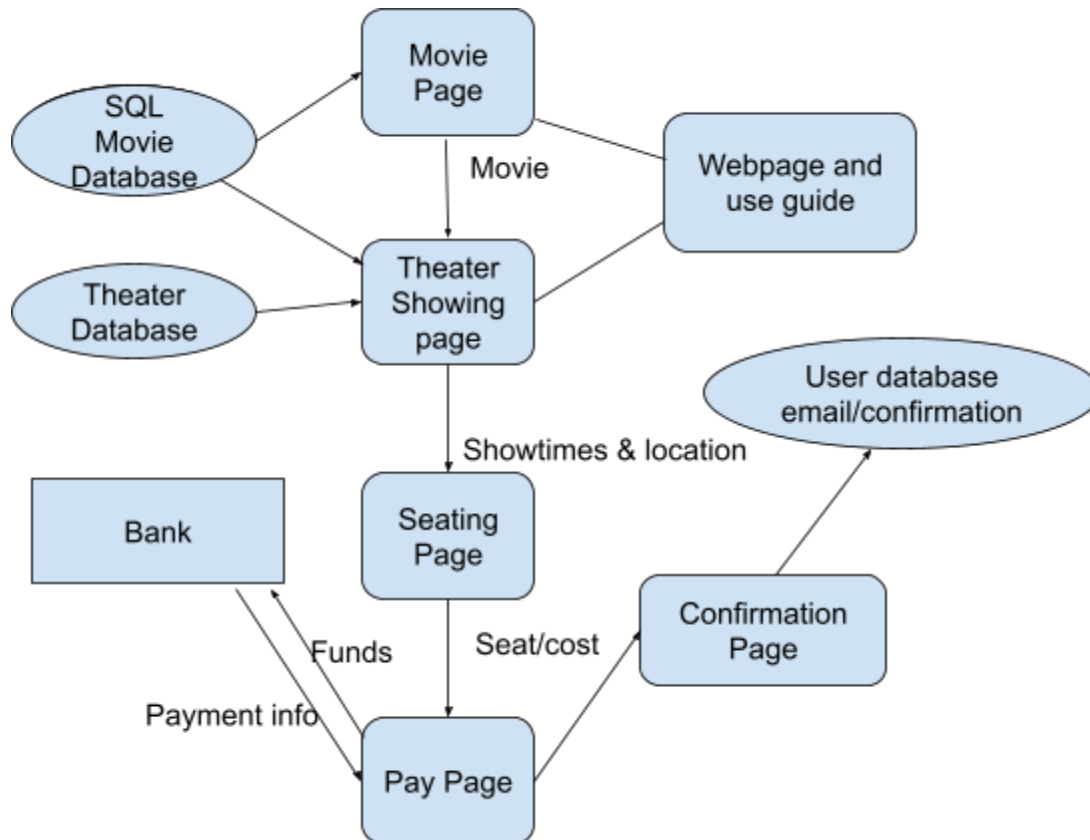 Movie
Page
SQL
Movie
Database
Movie
Webpage and
use guide
Theater
Showing
page
Theater
Database
User database
email/confirmation
Showtimes & location
Bank
Seating
Page
Confirmation
Page
Funds
Seat/cost
Payment info
Pay Page